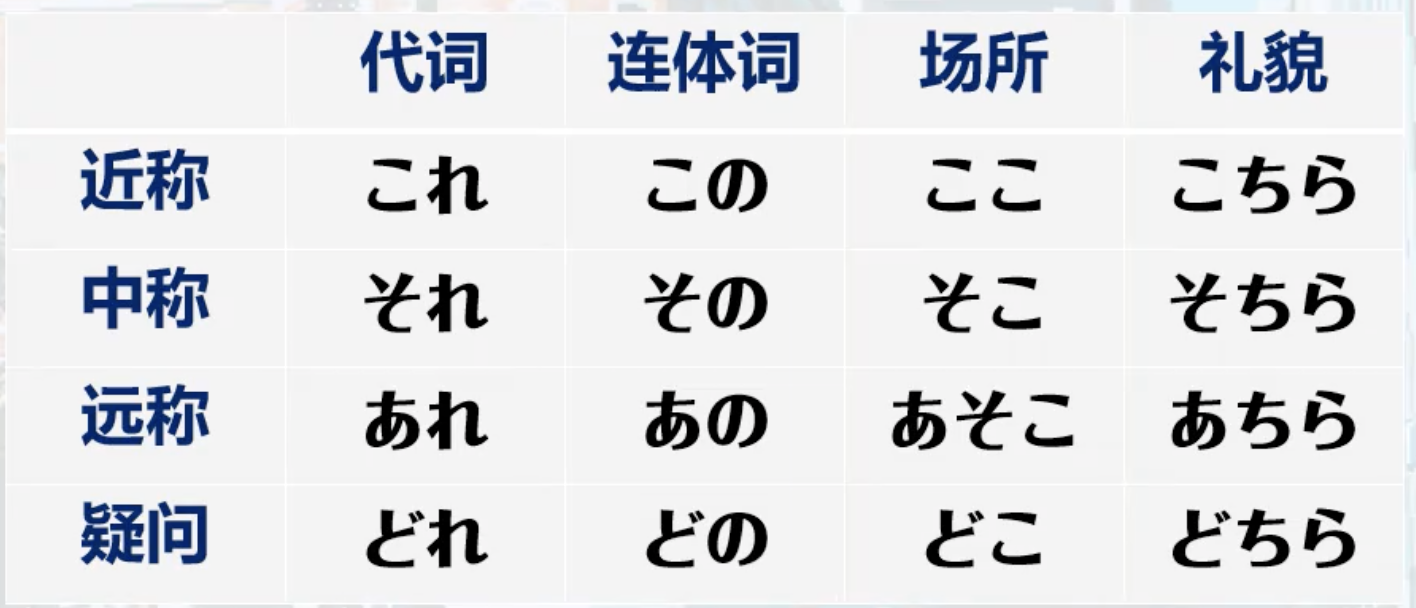 代词 连体词 场所 礼貌
近称 これ この ここ こちら
中称 それ その そこ そちら
远称 あれ あの あそこ あちら
疑问 どれ どの どこ どちら